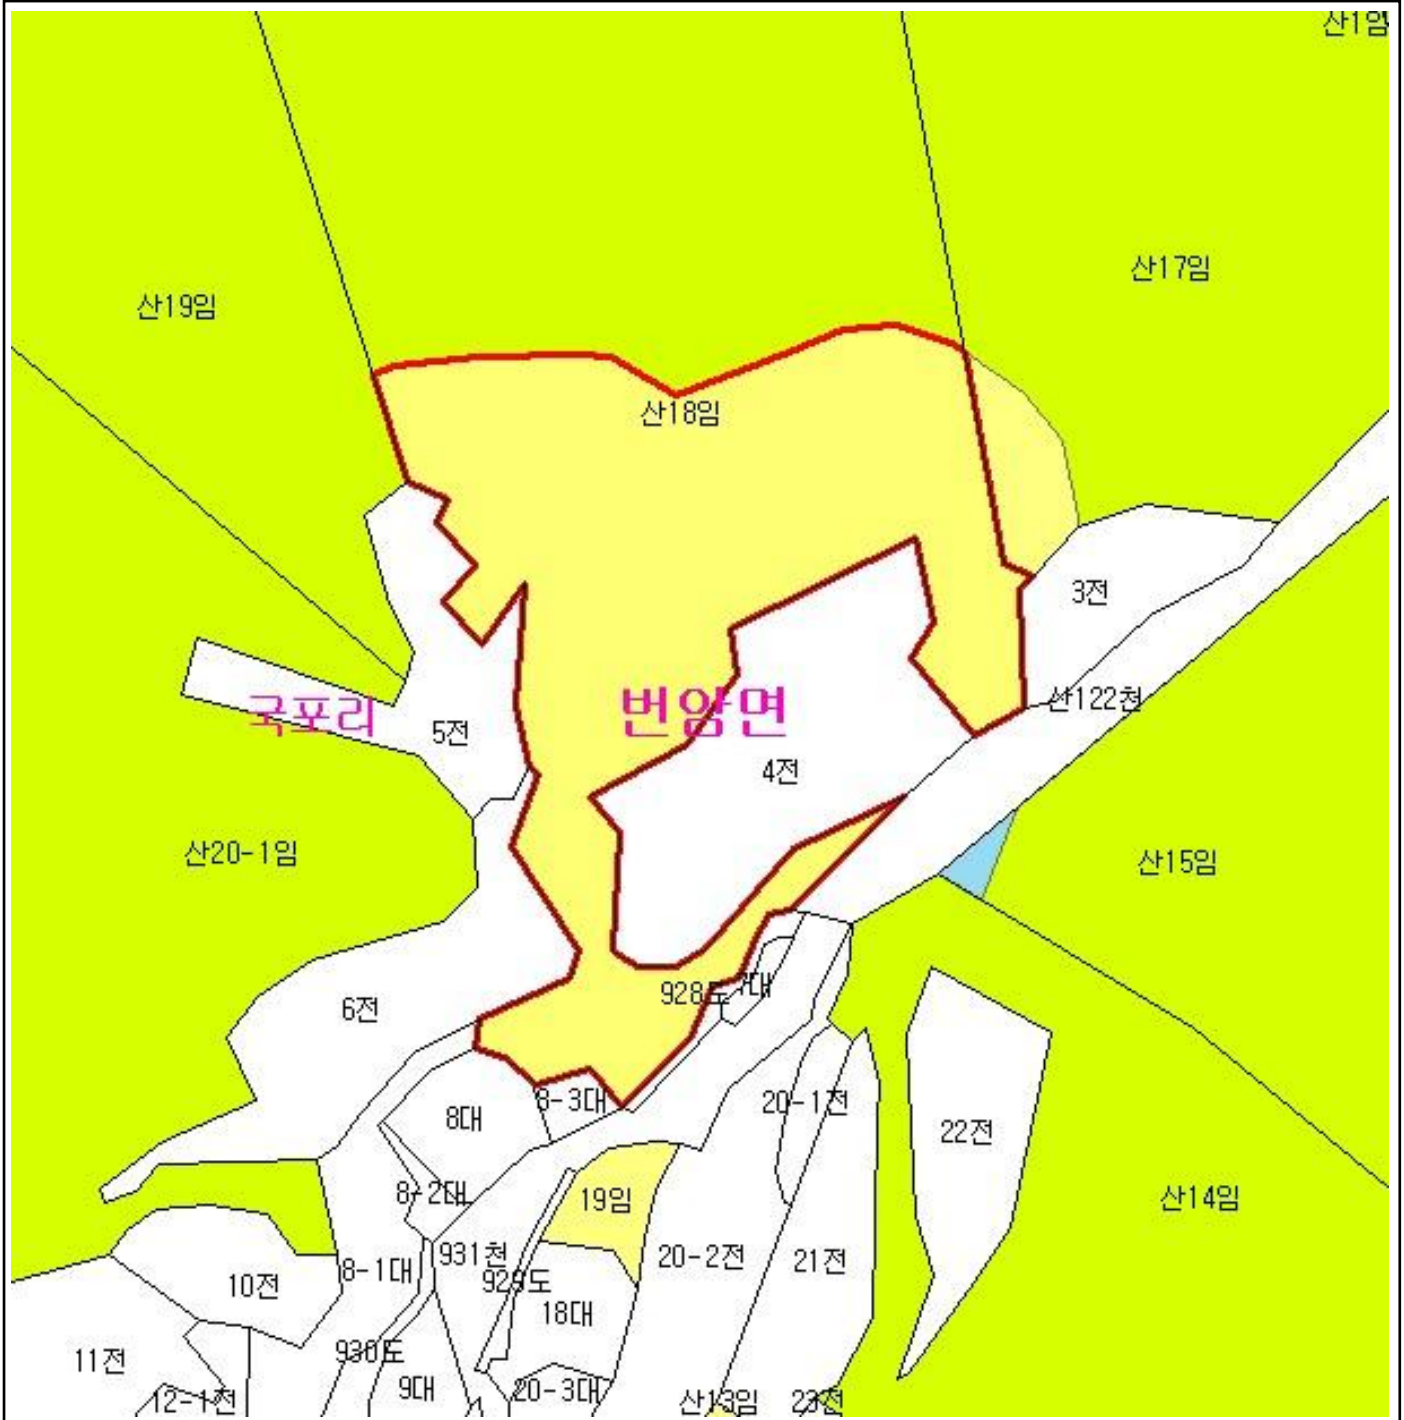 산1임
산17임
산19임
산18임
3전
국포리
번암면
산122천
5전
4전
산20-1임
산15임
928도
7대
6전
8-3대
20-1전
8대
22전
8-2대
19임
산14임
931천
20-2전
21전
8-1대
929도
10전
18대
930도
11전
9대
20-3대
12-1전
산13임
23전